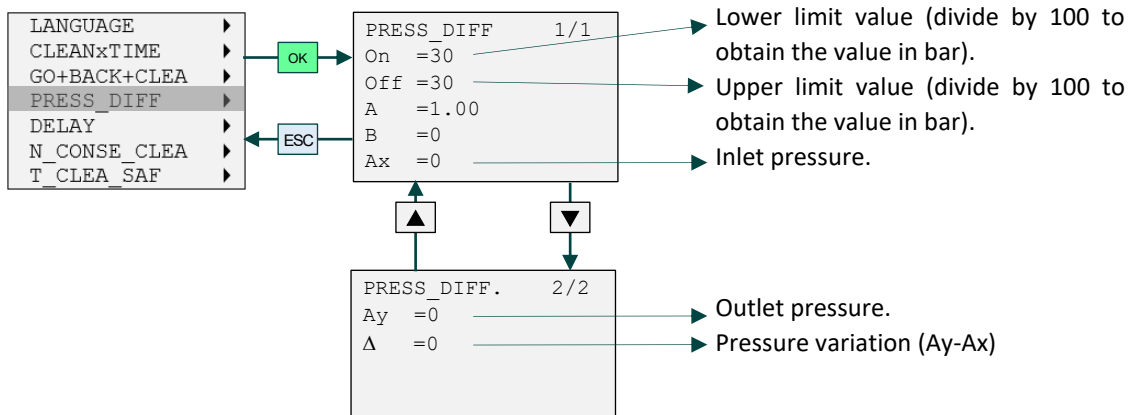 LANGUAGE
CLEANxTIME
GO+BACK+CLEA
PRESS_DIFF
DELAY
N_CONSE_CLEA
T_CLEA_SAF
OK
ESC
PRESS_DIFF 1/1
On =30
Off =30
A =1.00
B =0
Ax =0
Lower limit value (divide by 100 to
obtain the value in bar).
Upper limit value (divide by 100 to
obtain the value in bar).
Inlet pressure.
PRESS_DIFF. 2/2
Ay =0
Δ =0
Outlet pressure.
Pressure variation (Ay-Ax)